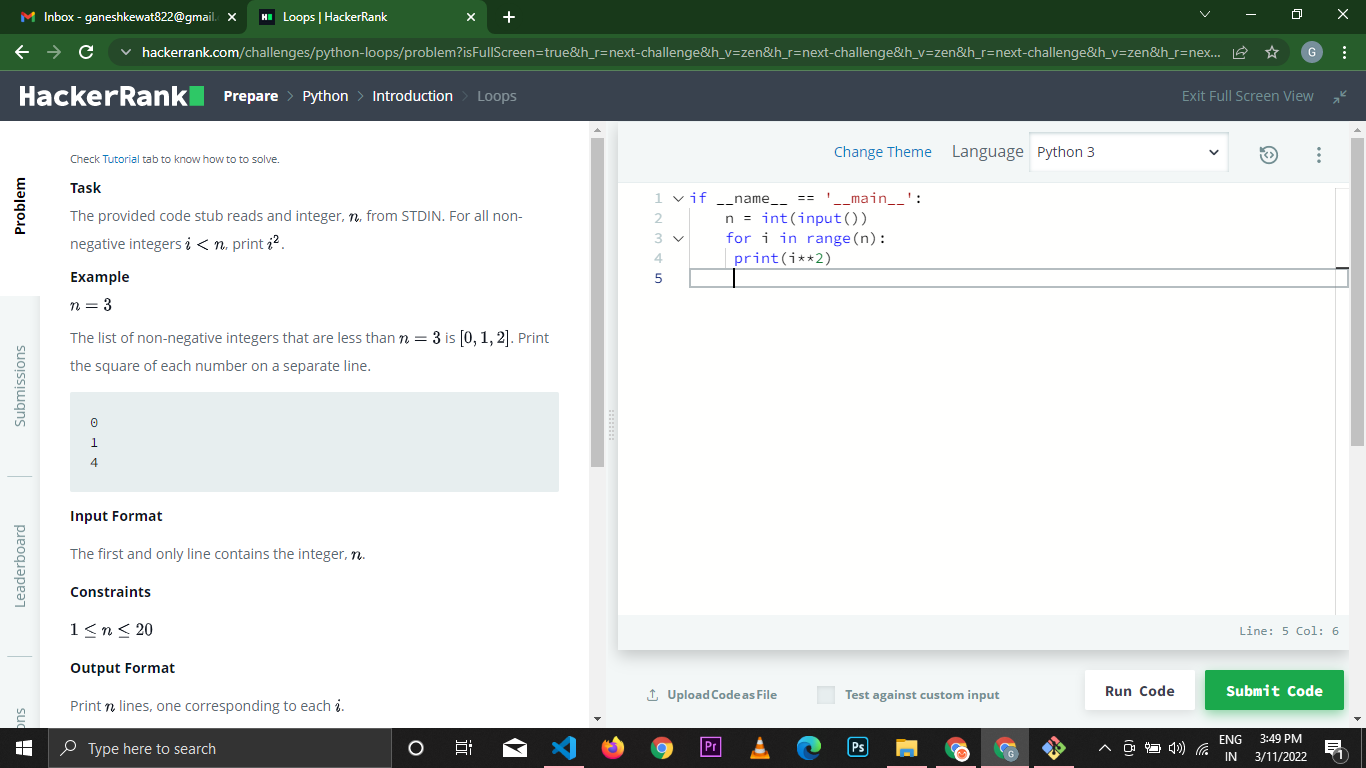 Inbox - ganeshkewat822@gmail.
Loops | HackerRank
hackerrank.com/challenges/python-loops/problem?isFullScreen=true&h_r=next-challenge&h_v=zen&h_r=next-challenge&h_v=zen&h_r=next-challenge&h_v=zen&h_r=nex...
G
HackerRank
Prepare > Python > Introduction > Loops
Exit Full Screen View
Problem
Submissions
Leaderboard
ons
Check Tutorial tab to know how to to solve.
Task
The provided code stub reads and integer, n, from STDIN. For all non-
negative integers i < n, print i².
Example
n = 3
The list of non-negative integers that are less than n = 3 is [0, 1, 2]. Print
the square of each number on a separate line.
0
1
4
Input Format
The first and only line contains the integer, n.
Constraints
1 ≤ n ≤ 20
Output Format
Print n lines, one corresponding to each i.
Change Theme Language Python 3
1 if __name__ == '__main__':
2 n = int(input())
3 for i in range(n):
4 print(i**2)
5
Line: 5 Col: 6
Upload Code as File
Test against custom input
Run Code
Submit Code
Type here to search
Pr
Ps
G
ENG
IN
3:49 PM
3/11/2022
1